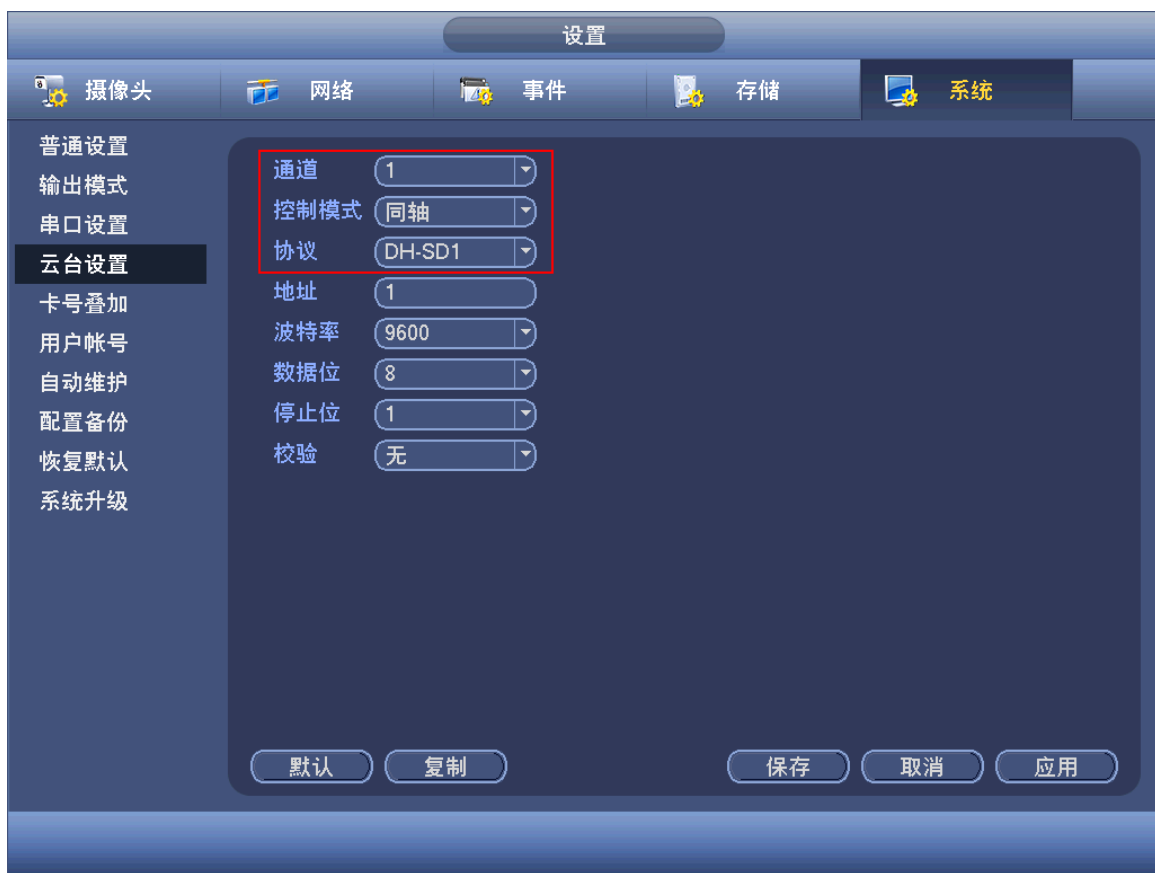 设置
摄像头 网络 事件 存储 系统
普通设置
输出模式
串口设置
云台设置
卡号叠加
用户帐号
自动维护
配置备份
恢复默认
系统升级
通道 1
控制模式 同轴
协议 DH-SD1
地址 1
波特率 9600
数据位 8
停止位 1
校验 无
默认 复制 保存 取消 应用